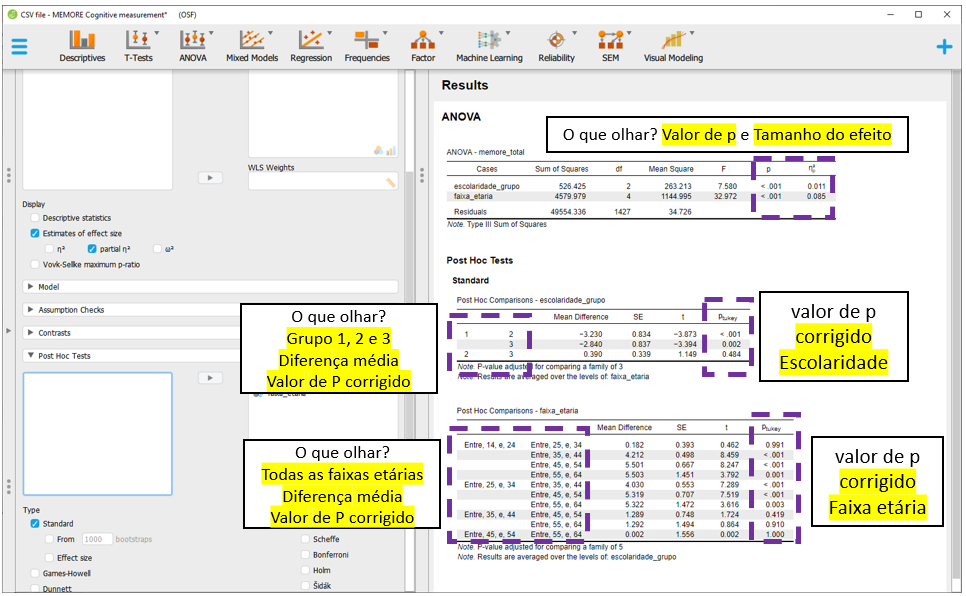 CSV file - MEMORE Cognitive measurement* (OSF)
Descriptives T-Tests ANOVA Mixed Models Regression Frequencies Factor Machine Learning Reliability SEM Visual Modeling
WLS Weights
Display
Descriptive statistics
Estimates of effect size
η² partial η² ω²
Vovk-Sellke maximum p-ratio
Model
Assumption Checks
Contrasts
Post Hoc Tests
Type
Standard
From 1000 bootstraps
Effect size
Games-Howell
Dunnett
Scheffe
Bonferroni
Holm
Šidák
O que olhar?
Grupo 1, 2 e 3
Diferença média
Valor de P corrigido
O que olhar?
Todas as faixas etárias
Diferença média
Valor de P corrigido
Results
ANOVA
O que olhar? Valor de p e Tamanho do efeito
ANOVA - memore_total
Cases Sum of Squares df Mean Square F p η²p
escolaridade_grupo 526.425 2 263.213 7.580 < .001 0.011
faixa_etaria 4579.979 4 1144.995 32.972 < .001 0.085
Residuals 49554.336 1427 34.726
Note. Type III Sum of Squares
Post Hoc Tests
Standard
Post Hoc Comparisons - escolaridade_grupo
Mean Difference SE t ptukey
1 2 −3.230 0.834 −3.873 < .001
3 −2.840 0.837 −3.394 0.002
2 3 0.390 0.339 1.149 0.484
Note. P-value adjusted for comparing a family of 3
Note. Results are averaged over the levels of: faixa_etaria
valor de p
corrigido
Escolaridade
Post Hoc Comparisons - faixa_etaria
Mean Difference SE t ptukey
Entre, 14, e, 24 Entre, 25, e, 34 0.182 0.393 0.462 0.991
Entre, 35, e, 44 4.212 0.498 8.459 < .001
Entre, 45, e, 54 5.501 0.667 8.247 < .001
Entre, 55, e, 64 5.503 1.451 3.792 0.001
Entre, 25, e, 34 Entre, 35, e, 44 4.030 0.553 7.289 < .001
Entre, 45, e, 54 5.319 0.707 7.519 < .001
Entre, 55, e, 64 5.322 1.472 3.616 0.003
Entre, 35, e, 44 Entre, 45, e, 54 1.289 0.748 1.724 0.419
Entre, 55, e, 64 1.292 1.494 0.864 0.910
Entre, 45, e, 54 Entre, 55, e, 64 0.002 1.556 0.002 1.000
Note. P-value adjusted for comparing a family of 5
Note. Results are averaged over the levels of: escolaridade_grupo
valor de p
corrigido
Faixa etária